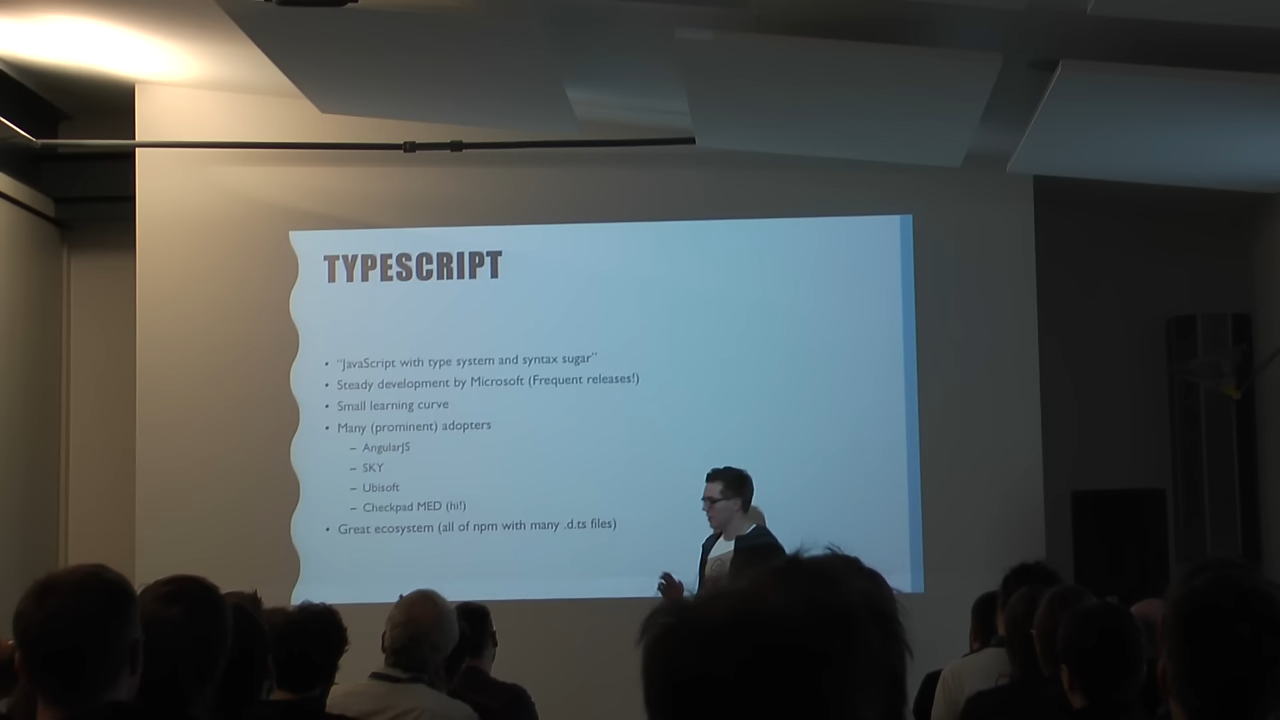 TYPESCRIPT
• "JavaScript with type system and syntax sugar"
• Steady development by Microsoft (Frequent releases!)
• Small learning curve
• Many (prominent) adopters
– AngularJS
– SKY
– Ubisoft
– Checkpad MED (hi!)
• Great ecosystem (all of npm with many .d.ts files)